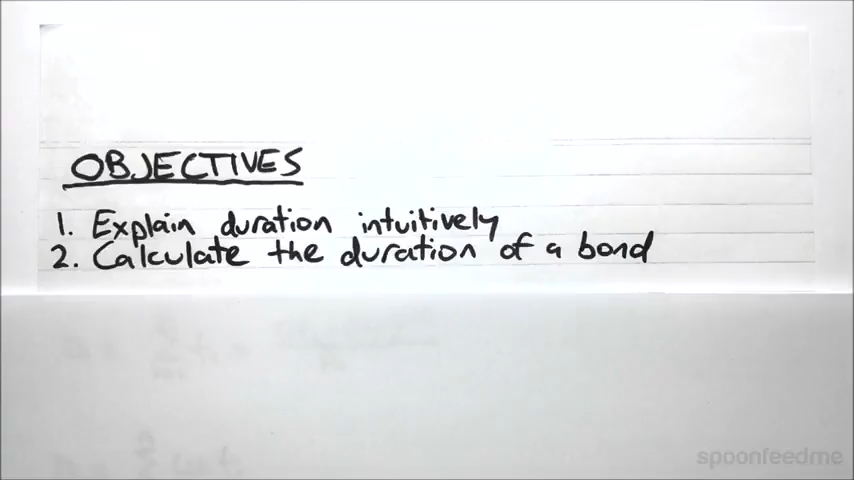 OBJECTIVES
1. Explain duration intuitively
2. Calculate the duration of a bond
spoonfeedme